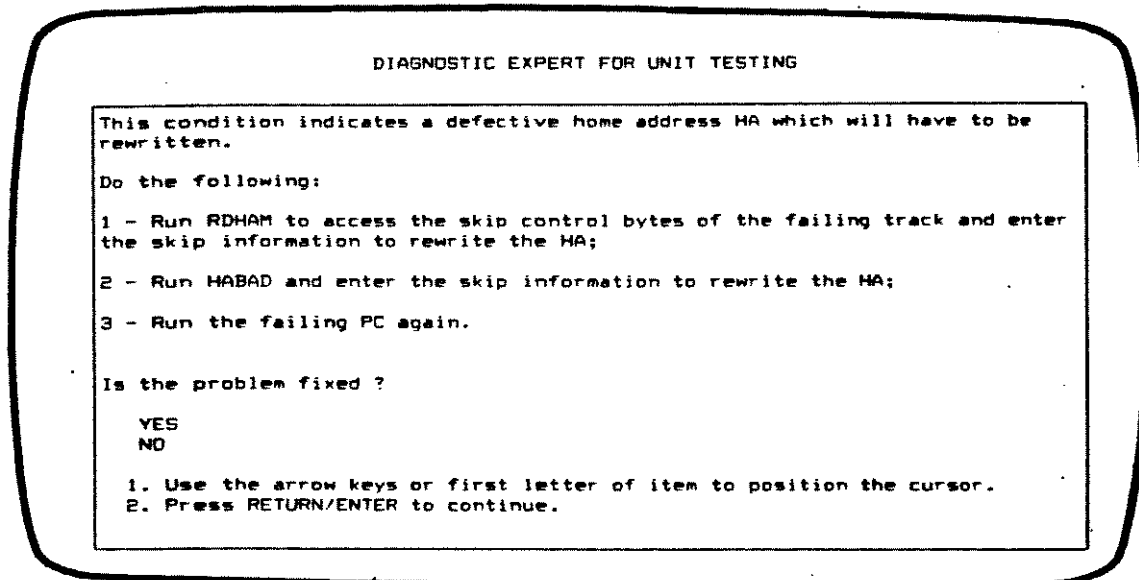 DIAGNOSTIC EXPERT FOR UNIT TESTING
This condition indicates a defective home address HA which will have to be
rewritten.
Do the following:
1 - Run RDHAM to access the skip control bytes of the failing track and enter
the skip information to rewrite the HA;
2 - Run HABAD and enter the skip information to rewrite the HA;
3 - Run the failing PC again.
Is the problem fixed ?
YES
NO
1. Use the arrow keys or first letter of item to position the cursor.
2. Press RETURN/ENTER to continue.